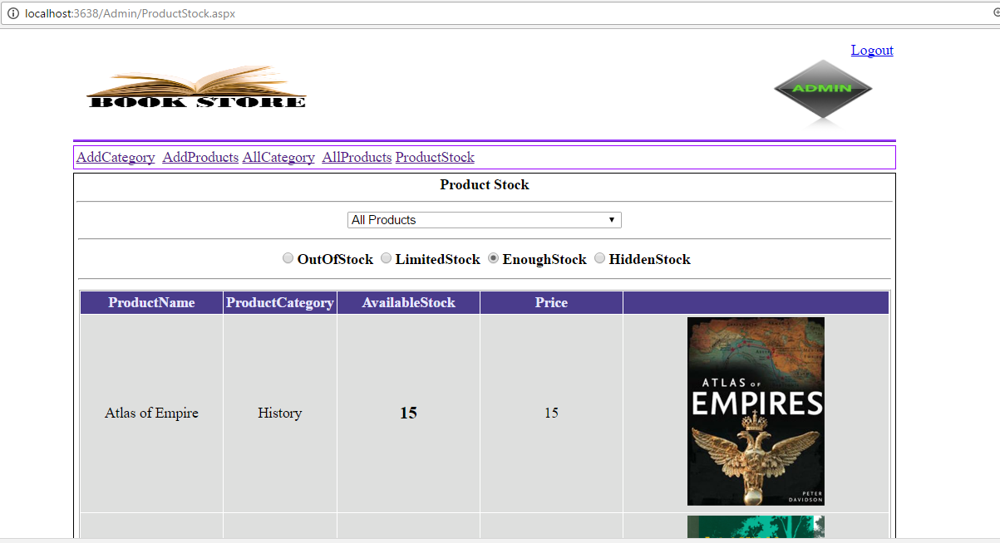 localhost:3638/Admin/ProductStock.aspx
Logout
BOOK STORE
ADMIN
AddCategory AddProducts AllCategory AllProducts ProductStock
Product Stock
All Products
OutOfStock LimitedStock EnoughStock HiddenStock
ProductName ProductCategory AvailableStock Price
Atlas of Empire History 15 15
ATLAS OF
EMPIRES
PETER
DAVIDSON